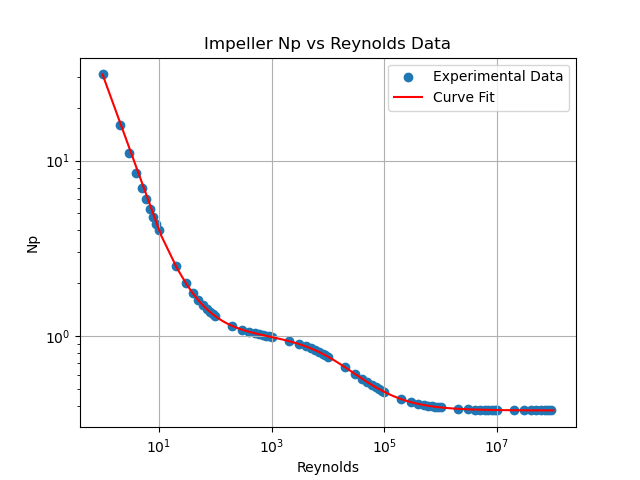 Impeller Np vs Reynolds Data
Experimental Data
Curve Fit
10¹
10⁰
Np
10¹
10³
10⁵
10⁷
Reynolds